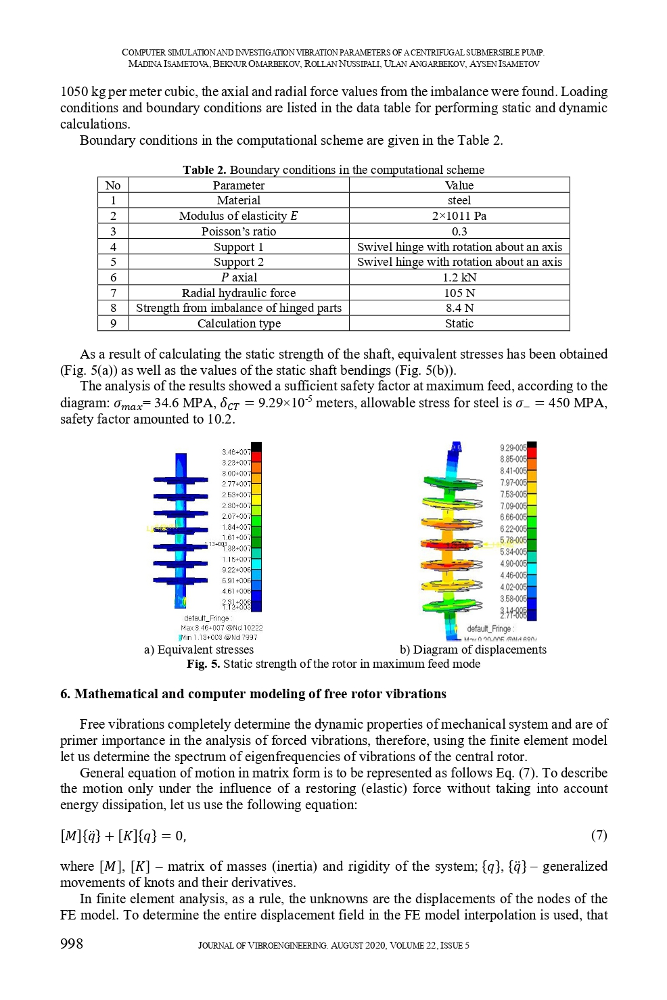 COMPUTER SIMULATION AND INVESTIGATION VIBRATION PARAMETERS OF A CENTRIFUGAL SUBMERSIBLE PUMP.
MADINA ISAMETOVA, BEKNUR OMARBEKOV, ROLLAN NUSSIPALI, ULAN ANGARBEKOV, AYSEN ISAMETOV
1050 kg per meter cubic, the axial and radial force values from the imbalance were found. Loading
conditions and boundary conditions are listed in the data table for performing static and dynamic
calculations.
Boundary conditions in the computational scheme are given in the Table 2.
Table 2. Boundary conditions in the computational scheme
No Parameter Value
1 Material steel
2 Modulus of elasticity E 2×1011 Pa
3 Poisson's ratio 0.3
4 Support 1 Swivel hinge with rotation about an axis
5 Support 2 Swivel hinge with rotation about an axis
6 P axial 1.2 kN
7 Radial hydraulic force 105 N
8 Strength from imbalance of hinged parts 8.4 N
9 Calculation type Static
As a result of calculating the static strength of the shaft, equivalent stresses has been obtained
(Fig. 5(a)) as well as the values of the static shaft bendings (Fig. 5(b)).
The analysis of the results showed a sufficient safety factor at maximum feed, according to the
diagram: σmax= 34.6 MPA, δCT = 9.29×10-5 meters, allowable stress for steel is σ− = 450 MPA,
safety factor amounted to 10.2.
3.46+007
3.23+007
3.00+007
2.77+007
2.53+007
2.30+007
2.07+007
1.84+007
1.61+007
1.13+003
1.38+007
1.15+007
9.22+006
6.91+006
4.61+006
2.31+006
1.13+003
default_Fringe :
Max 3.46+007 @Nd 10222
Min 1.13+003 @Nd 7997
9.29-005
8.85-005
8.41-005
7.97-005
7.53-005
7.09-005
6.66-005
6.22-005
5.78-005
5.34-005
4.90-005
4.46-005
4.02-005
3.58-005
3.14-005
2.71-005
default_Fringe :
a) Equivalent stresses
b) Diagram of displacements
Fig. 5. Static strength of the rotor in maximum feed mode
6. Mathematical and computer modeling of free rotor vibrations
Free vibrations completely determine the dynamic properties of mechanical system and are of
primer importance in the analysis of forced vibrations, therefore, using the finite element model
let us determine the spectrum of eigenfrequencies of vibrations of the central rotor.
General equation of motion in matrix form is to be represented as follows Eq. (7). To describe
the motion only under the influence of a restoring (elastic) force without taking into account
energy dissipation, let us use the following equation:
[M]{q̈} + [K]{q} = 0, (7)
where [M], [K] – matrix of masses (inertia) and rigidity of the system; {q}, {q̈} – generalized
movements of knots and their derivatives.
In finite element analysis, as a rule, the unknowns are the displacements of the nodes of the
FE model. To determine the entire displacement field in the FE model interpolation is used, that
998 JOURNAL OF VIBROENGINEERING. AUGUST 2020, VOLUME 22, ISSUE 5